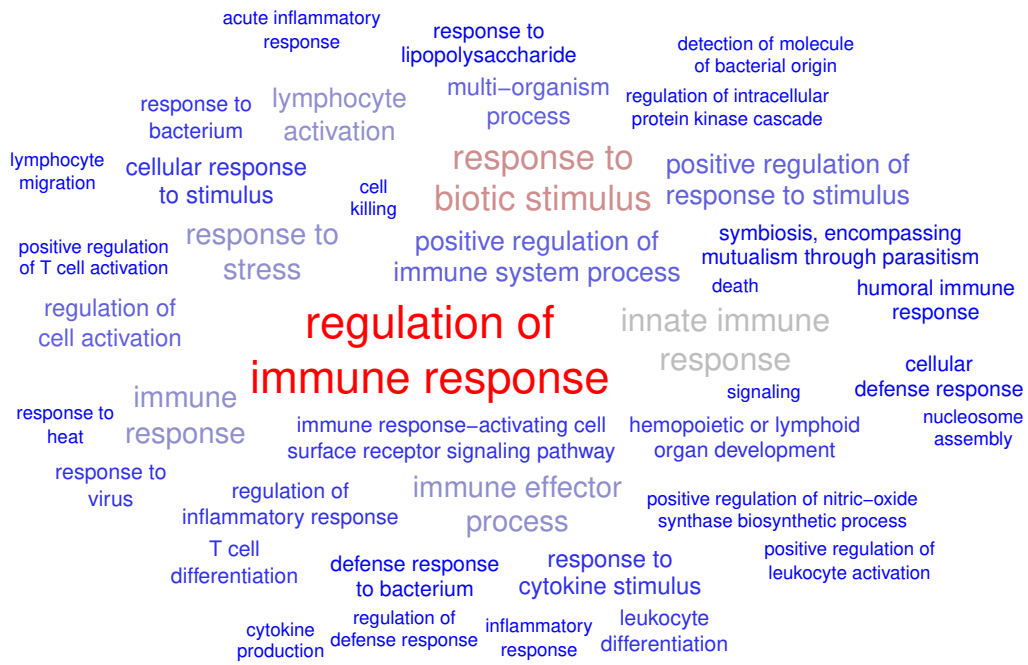 acute inflammatory
response
response to
lipopolysaccharide
detection of molecule
of bacterial origin
response to
bacterium
lymphocyte
activation
multi−organism
process
regulation of intracellular
protein kinase cascade
lymphocyte
migration
cellular response
to stimulus
cell
killing
response to
biotic stimulus
positive regulation of
response to stimulus
positive regulation
of T cell activation
response to
stress
positive regulation of
immune system process
symbiosis, encompassing
mutualism through parasitism
death
humoral immune
response
regulation of
cell activation
regulation of
immune response
innate immune
response
signaling
cellular
defense response
response to
heat
immune
response
immune response−activating cell
surface receptor signaling pathway
hemopoietic or lymphoid
organ development
nucleosome
assembly
response to
virus
regulation of
inflammatory response
immune effector
process
positive regulation of nitric−oxide
synthase biosynthetic process
T cell
differentiation
defense response
to bacterium
response to
cytokine stimulus
positive regulation of
leukocyte activation
cytokine
production
regulation of
defense response
inflammatory
response
leukocyte
differentiation